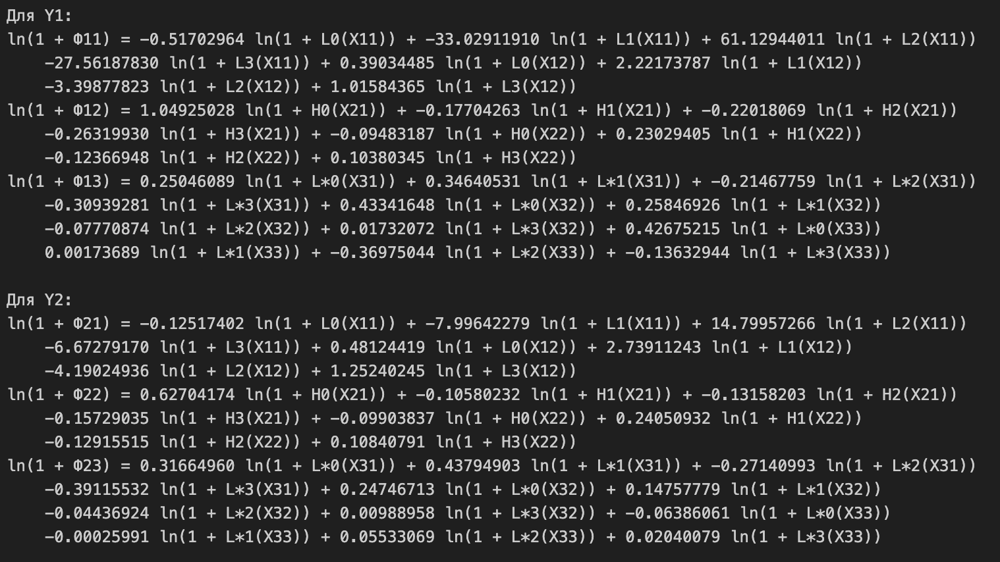 Для Y1:
ln(1 + Φ11) = -0.51702964 ln(1 + L0(X11)) + -33.02911910 ln(1 + L1(X11)) + 61.12944011 ln(1 + L2(X11))
-27.56187830 ln(1 + L3(X11)) + 0.39034485 ln(1 + L0(X12)) + 2.22173787 ln(1 + L1(X12))
-3.39877823 ln(1 + L2(X12)) + 1.01584365 ln(1 + L3(X12))
ln(1 + Φ12) = 1.04925028 ln(1 + H0(X21)) + -0.17704263 ln(1 + H1(X21)) + -0.22018069 ln(1 + H2(X21))
-0.26319930 ln(1 + H3(X21)) + -0.09483187 ln(1 + H0(X22)) + 0.23029405 ln(1 + H1(X22))
-0.12366948 ln(1 + H2(X22)) + 0.10380345 ln(1 + H3(X22))
ln(1 + Φ13) = 0.25046089 ln(1 + L*0(X31)) + 0.34640531 ln(1 + L*1(X31)) + -0.21467759 ln(1 + L*2(X31))
-0.30939281 ln(1 + L*3(X31)) + 0.43341648 ln(1 + L*0(X32)) + 0.25846926 ln(1 + L*1(X32))
-0.07770874 ln(1 + L*2(X32)) + 0.01732072 ln(1 + L*3(X32)) + 0.42675215 ln(1 + L*0(X33))
0.00173689 ln(1 + L*1(X33)) + -0.36975044 ln(1 + L*2(X33)) + -0.13632944 ln(1 + L*3(X33))
Для Y2:
ln(1 + Φ21) = -0.12517402 ln(1 + L0(X11)) + -7.99642279 ln(1 + L1(X11)) + 14.79957266 ln(1 + L2(X11))
-6.67279170 ln(1 + L3(X11)) + 0.48124419 ln(1 + L0(X12)) + 2.73911243 ln(1 + L1(X12))
-4.19024936 ln(1 + L2(X12)) + 1.25240245 ln(1 + L3(X12))
ln(1 + Φ22) = 0.62704174 ln(1 + H0(X21)) + -0.10580232 ln(1 + H1(X21)) + -0.13158203 ln(1 + H2(X21))
-0.15729035 ln(1 + H3(X21)) + -0.09903837 ln(1 + H0(X22)) + 0.24050932 ln(1 + H1(X22))
-0.12915515 ln(1 + H2(X22)) + 0.10840791 ln(1 + H3(X22))
ln(1 + Φ23) = 0.31664960 ln(1 + L*0(X31)) + 0.43794903 ln(1 + L*1(X31)) + -0.27140993 ln(1 + L*2(X31))
-0.39115532 ln(1 + L*3(X31)) + 0.24746713 ln(1 + L*0(X32)) + 0.14757779 ln(1 + L*1(X32))
-0.04436924 ln(1 + L*2(X32)) + 0.00988958 ln(1 + L*3(X32)) + -0.06386061 ln(1 + L*0(X33))
-0.00025991 ln(1 + L*1(X33)) + 0.05533069 ln(1 + L*2(X33)) + 0.02040079 ln(1 + L*3(X33))